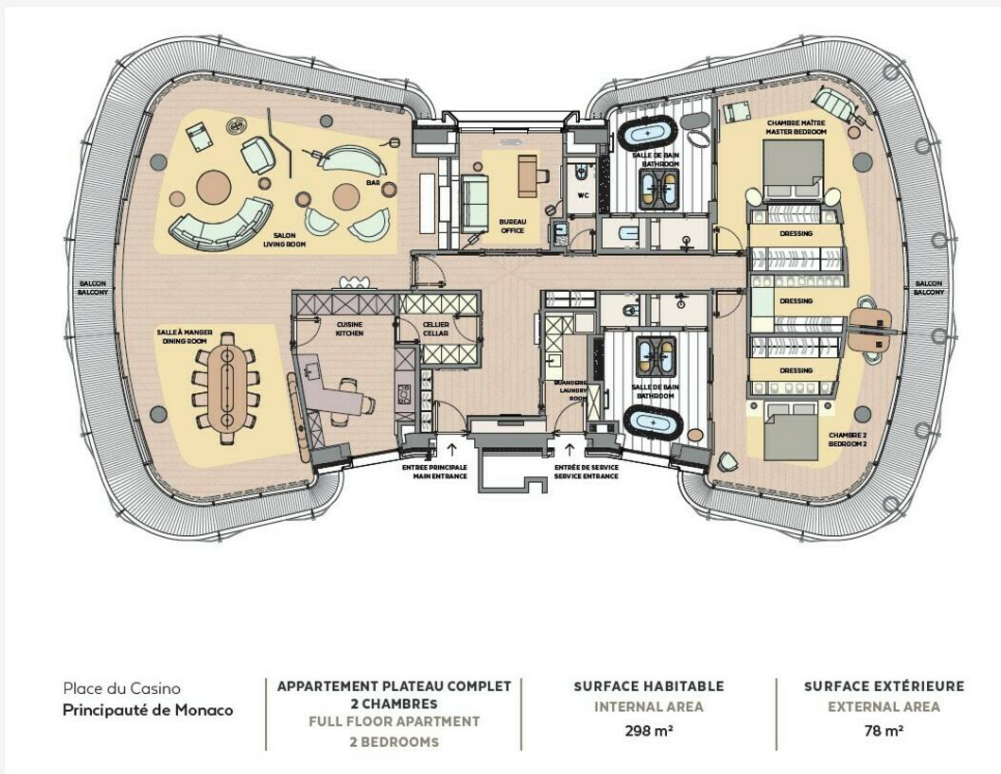 CHAMBRE MAÎTRE
MASTER BEDROOM
SALLE DE BAIN
BATHROOM
BAR
WC
BUREAU
OFFICE
SALON
LIVING ROOM
DRESSING
BALCON
BALCONY
BALCON
BALCONY
DRESSING
CUISINE
KITCHEN
CELLIER
CELLAR
SALLE À MANGER
DINING ROOM
DRESSING
BUANDERIE
LAUNDRY
ROOM
SALLE DE BAIN
BATHROOM
CHAMBRE 2
BEDROOM 2
ENTREE PRINCIPALE
MAIN ENTRANCE
ENTRÉE DE SERVICE
SERVICE ENTRANCE
Place du Casino
Principauté de Monaco
APPARTEMENT PLATEAU COMPLET
2 CHAMBRES
FULL FLOOR APARTMENT
2 BEDROOMS
SURFACE HABITABLE
INTERNAL AREA
298 m²
SURFACE EXTÉRIEURE
EXTERNAL AREA
78 m²